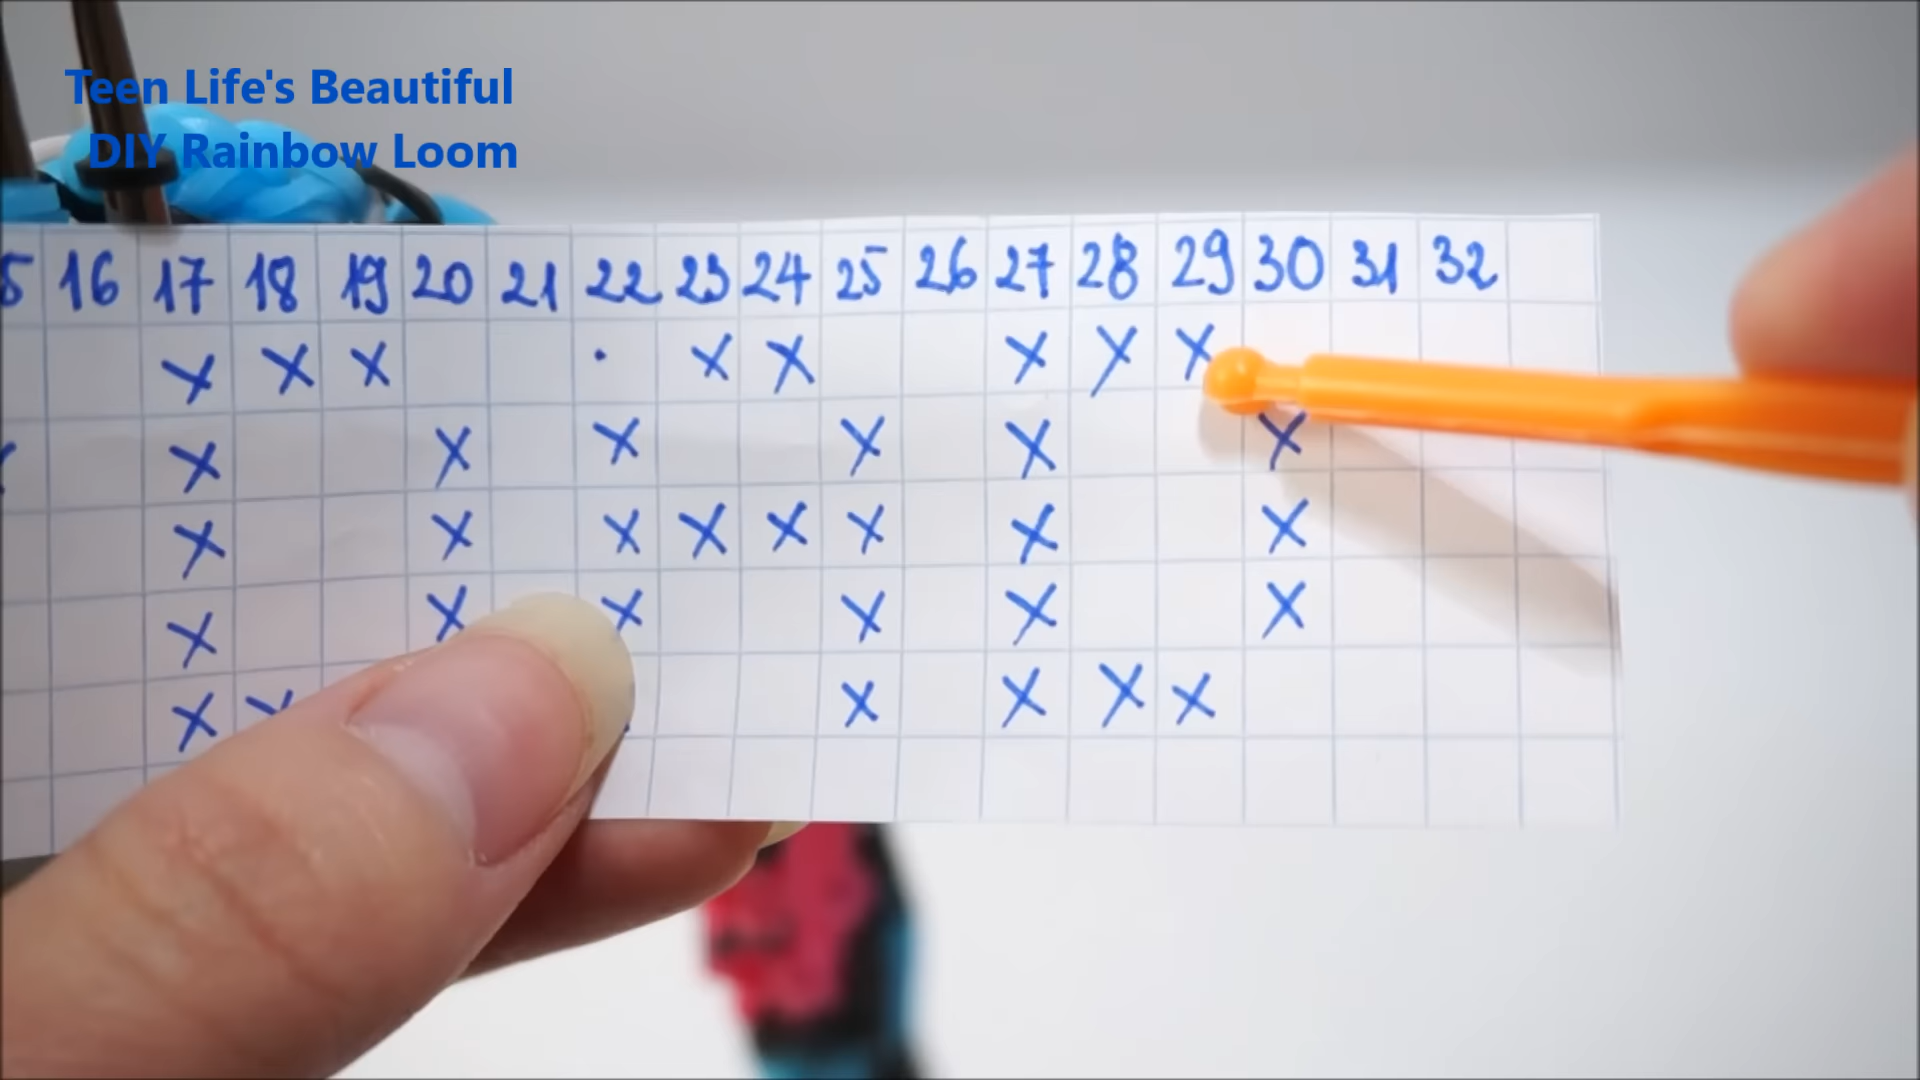 Teen Life's Beautiful
DIY Rainbow Loom
5 16 17 18 19 20 21 22 23 24 25 26 27 28 29 30 31 32
x x x . x x x x x
x x x x x x x
x x x x x x x x
x x x x x x
x x x x x x